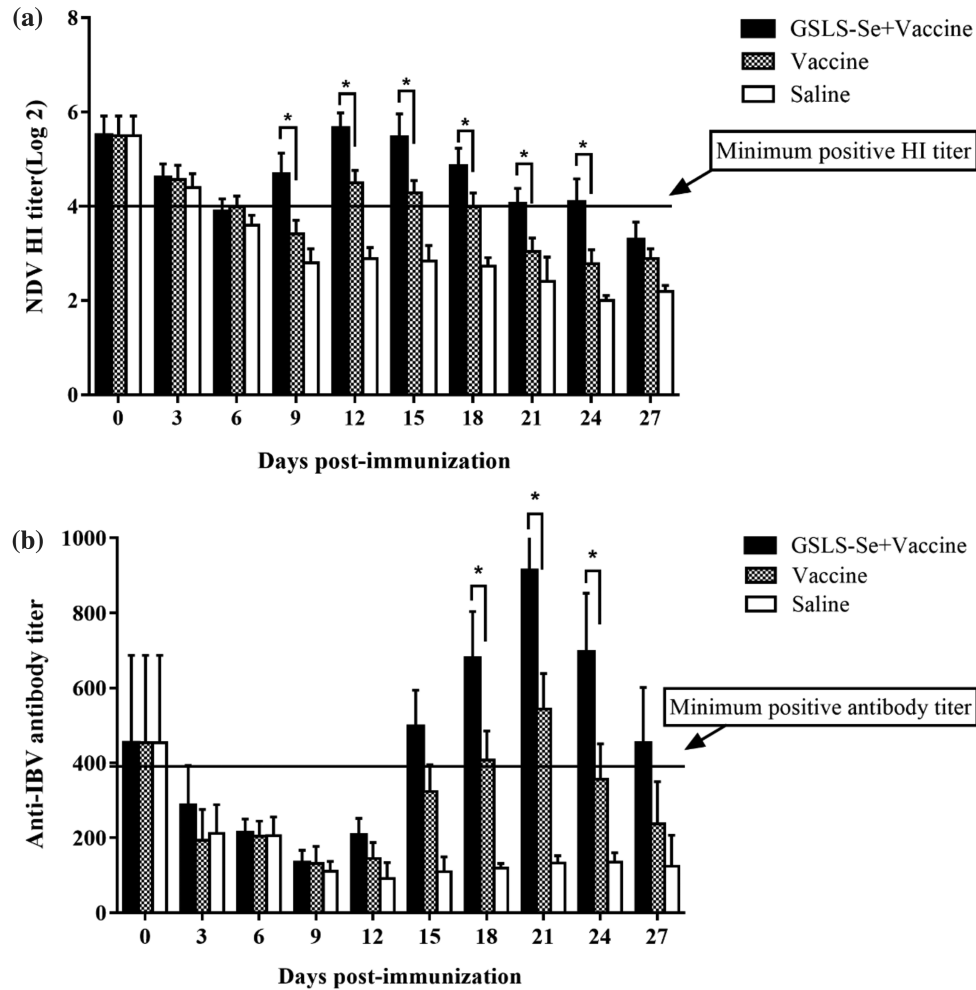 (a)
8
6
4
2
0
NDV HI titer(Log 2)
GSLS-Se+Vaccine
Vaccine
Saline
Minimum positive HI titer
* * * * * *
0 3 6 9 12 15 18 21 24 27
Days post-immunization
(b)
1000
800
600
400
200
0
Anti-IBV antibody titer
GSLS-Se+Vaccine
Vaccine
Saline
Minimum positive antibody titer
* * *
0 3 6 9 12 15 18 21 24 27
Days post-immunization